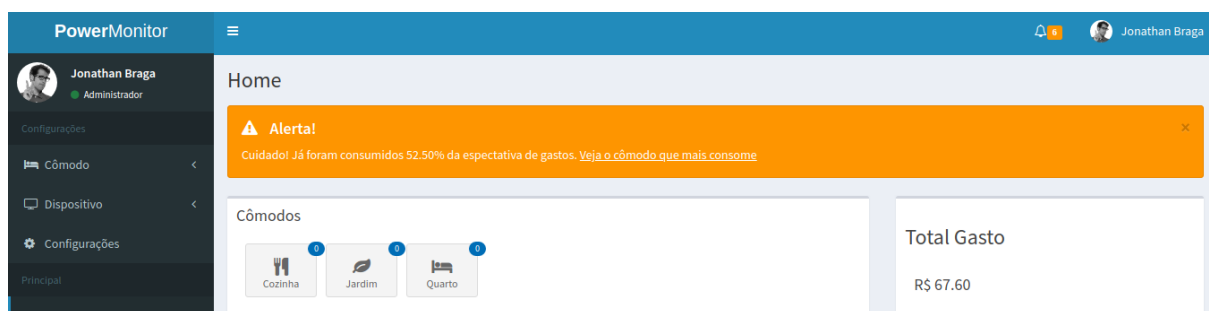 PowerMonitor
6
Jonathan Braga
Jonathan Braga
Administrador
Configurações
Cômodo
Dispositivo
Configurações
Principal
Home
Alerta!
Cuidado! Já foram consumidos 52.50% da espectativa de gastos. Veja o cômodo que mais consome
Cômodos
0 0 0
Cozinha Jardim Quarto
Total Gasto
R$ 67.60